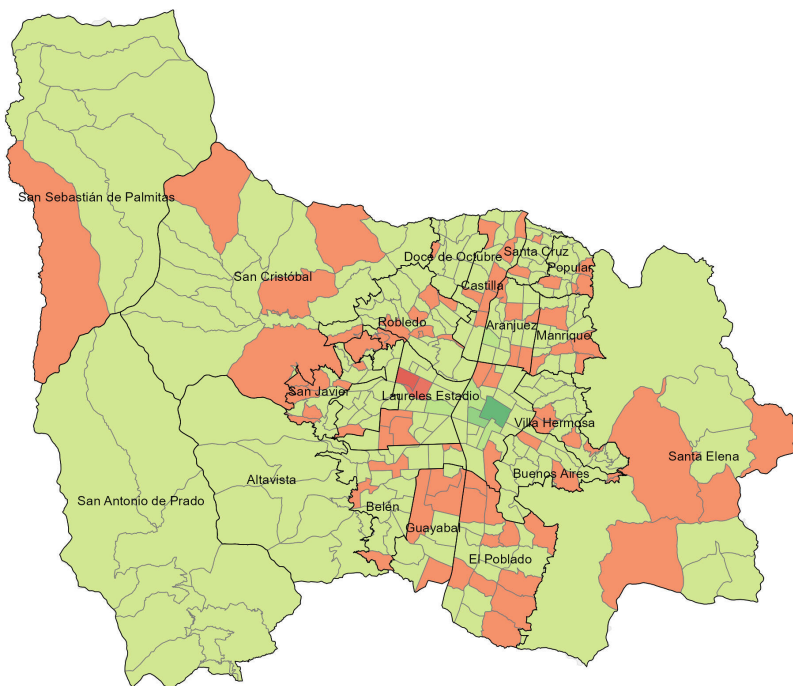 San Sebastián de Palmitas
Doce de Octubre
Santa Cruz
Popular
San Cristóbal
Castilla
Robledo
Aranjuez
Manrique
San Javier
Laureles Estadio
Villa Hermosa
Santa Elena
Altavista
Buenos Aires
San Antonio de Prado
Belén
Guayabal
El Poblado